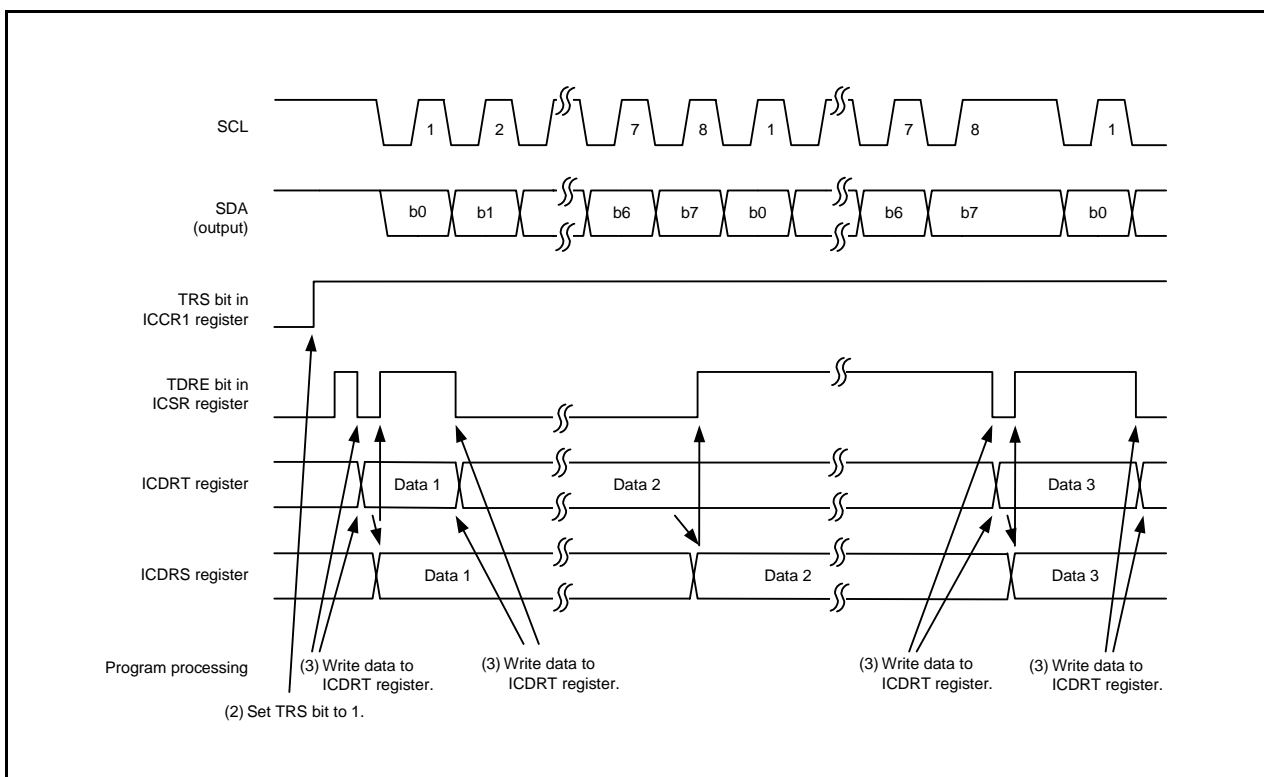 SCL
1
2
7
8
1
7
8
1
SDA
(output)
b0
b1
b6
b7
b0
b6
b7
b0
TRS bit in
ICCR1 register
TDRE bit in
ICSR register
ICDRT register
Data 1
Data 2
Data 3
ICDRS register
Data 1
Data 2
Data 3
Program processing
(3) Write data to
ICDRT register.
(3) Write data to
ICDRT register.
(3) Write data to
ICDRT register.
(3) Write data to
ICDRT register.
(2) Set TRS bit to 1.